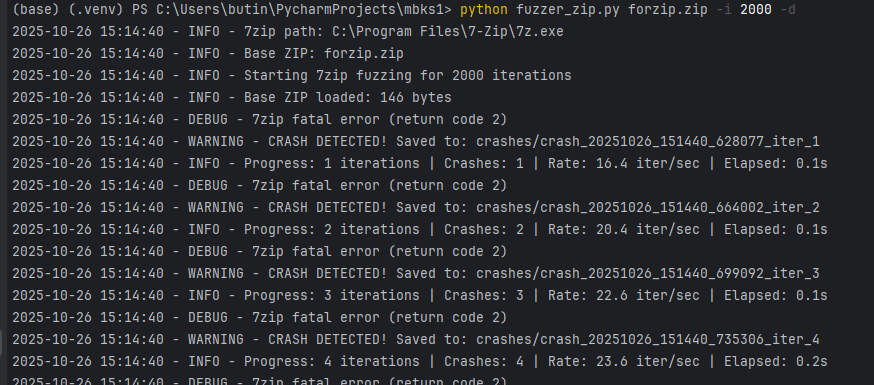 (base) (.venv) PS C:\Users\butin\PycharmProjects\mbks1> python fuzzer_zip.py forzip.zip -i 2000 -d
2025-10-26 15:14:40 - INFO - 7zip path: C:\Program Files\7-Zip\7z.exe
2025-10-26 15:14:40 - INFO - Base ZIP: forzip.zip
2025-10-26 15:14:40 - INFO - Starting 7zip fuzzing for 2000 iterations
2025-10-26 15:14:40 - INFO - Base ZIP loaded: 146 bytes
2025-10-26 15:14:40 - DEBUG - 7zip fatal error (return code 2)
2025-10-26 15:14:40 - WARNING - CRASH DETECTED! Saved to: crashes/crash_20251026_151440_628077_iter_1
2025-10-26 15:14:40 - INFO - Progress: 1 iterations | Crashes: 1 | Rate: 16.4 iter/sec | Elapsed: 0.1s
2025-10-26 15:14:40 - DEBUG - 7zip fatal error (return code 2)
2025-10-26 15:14:40 - WARNING - CRASH DETECTED! Saved to: crashes/crash_20251026_151440_664002_iter_2
2025-10-26 15:14:40 - INFO - Progress: 2 iterations | Crashes: 2 | Rate: 20.4 iter/sec | Elapsed: 0.1s
2025-10-26 15:14:40 - DEBUG - 7zip fatal error (return code 2)
2025-10-26 15:14:40 - WARNING - CRASH DETECTED! Saved to: crashes/crash_20251026_151440_699092_iter_3
2025-10-26 15:14:40 - INFO - Progress: 3 iterations | Crashes: 3 | Rate: 22.6 iter/sec | Elapsed: 0.1s
2025-10-26 15:14:40 - DEBUG - 7zip fatal error (return code 2)
2025-10-26 15:14:40 - WARNING - CRASH DETECTED! Saved to: crashes/crash_20251026_151440_735306_iter_4
2025-10-26 15:14:40 - INFO - Progress: 4 iterations | Crashes: 4 | Rate: 23.6 iter/sec | Elapsed: 0.2s
2025-10-26 15:14:40 - DEBUG - 7zip fatal error (return code 2)